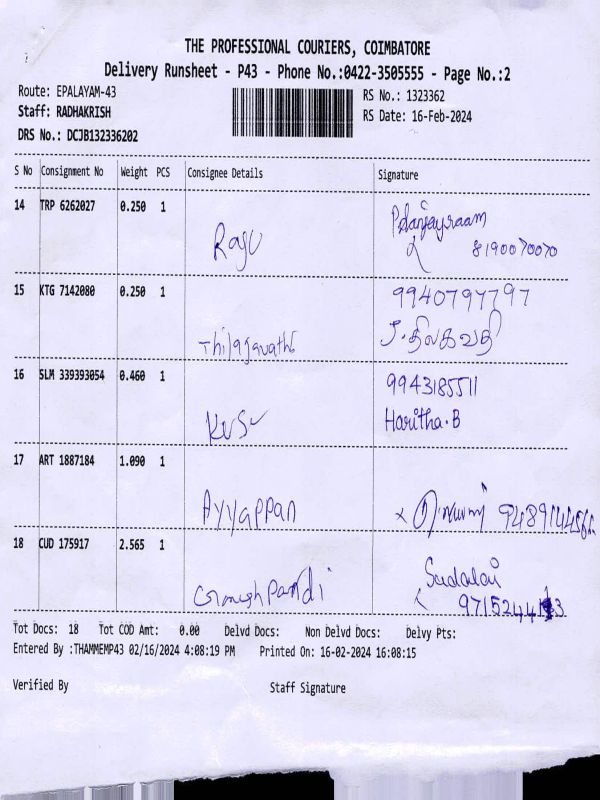 THE PROFESSIONAL COURIERS, COIMBATORE
Delivery Runsheet - P43 - Phone No.:0422-3505555 - Page No.:2
Route: EPALAYAM-43 RS No.: 1323362
Staff: RADHAKRISH RS Date: 16-Feb-2024
DRS No.: DCJB132336202
S No Consignment No Weight PCS Consignee Details Signature
14 TRP 6262027 0.250 1
Raju 8190070070
15 KTG 7142080 0.250 1 9940797797
Thilagavathi J.திலகவதி
16 SLM 339393054 0.460 1 9943185511
Haritha.B
17 ART 1887184 1.090 1
Ayyappan
18 CUD 175917 2.565 1 Sudalai
Ganesh Pandi
Tot Docs: 18 Tot COD Amt: 0.00 Delvd Docs: Non Delvd Docs: Delvy Pts:
Entered By :THAMMEMP43 02/16/2024 4:08:19 PM Printed On: 16-02-2024 16:08:15
Verified By Staff Signature